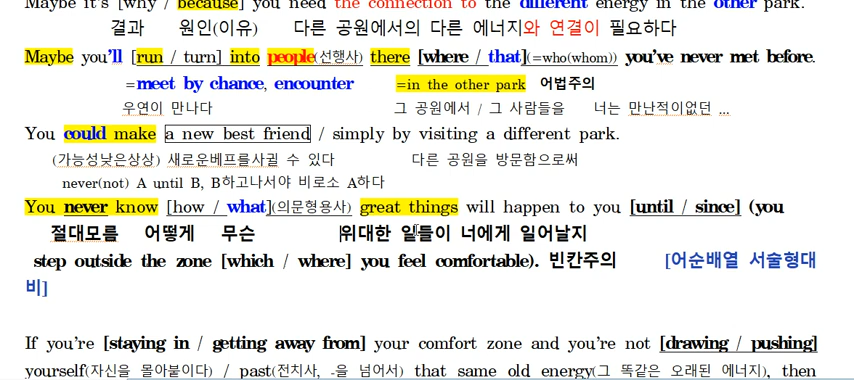 Maybe it's [why / because] you need the connection to the different energy in the other park.
결과 원인(이유) 다른 공원에서의 다른 에너지와 연결이 필요하다
Maybe you'll [run / turn] into people(선행사) there [where / that](=who(whom)) you've never met before.
=meet by chance, encounter =in the other park 어법주의
우연이 만나다 그 공원에서 / 그 사람들을 너는 만난적이없던 ...
You could make a new best friend / simply by visiting a different park.
(가능성낮은상상) 새로운베프를사귈 수 있다 다른 공원을 방문함으로써
never(not) A until B, B하고나서야 비로소 A하다
You never know [how / what](의문형용사) great things will happen to you [until / since] (you
절대모름 어떻게 무슨 위대한 일들이 너에게 일어날지
step outside the zone [which / where] you feel comfortable). 빈칸주의 [어순배열 서술형대
비]
If you're [staying in / getting away from] your comfort zone and you're not [drawing / pushing]
yourself(자신을 몰아붙이다) / past(전치사, -을 넘어서) that same old energy(그 똑같은 오래된 에너지), then